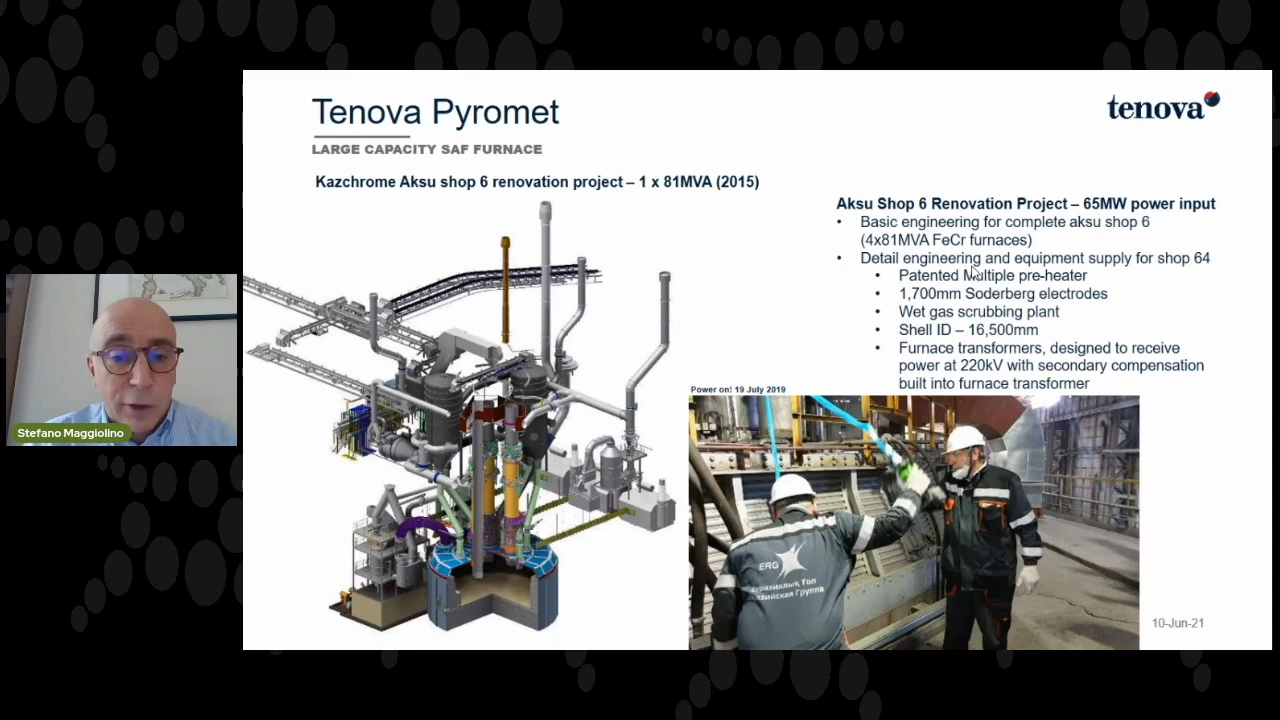 Tenova Pyromet
tenova
LARGE CAPACITY SAF FURNACE
Kazchrome Aksu shop 6 renovation project – 1 x 81MVA (2015)
Aksu Shop 6 Renovation Project – 65MW power input
• Basic engineering for complete aksu shop 6
(4x81MVA FeCr furnaces)
• Detail engineering and equipment supply for shop 64
• Patented Multiple pre-heater
• 1,700mm Soderberg electrodes
• Wet gas scrubbing plant
• Shell ID – 16,500mm
• Furnace transformers, designed to receive
power at 220kV with secondary compensation
built into furnace transformer
Power on! 19 July 2019
Stefano Maggiolino
ERG
Группа
10-Jun-21